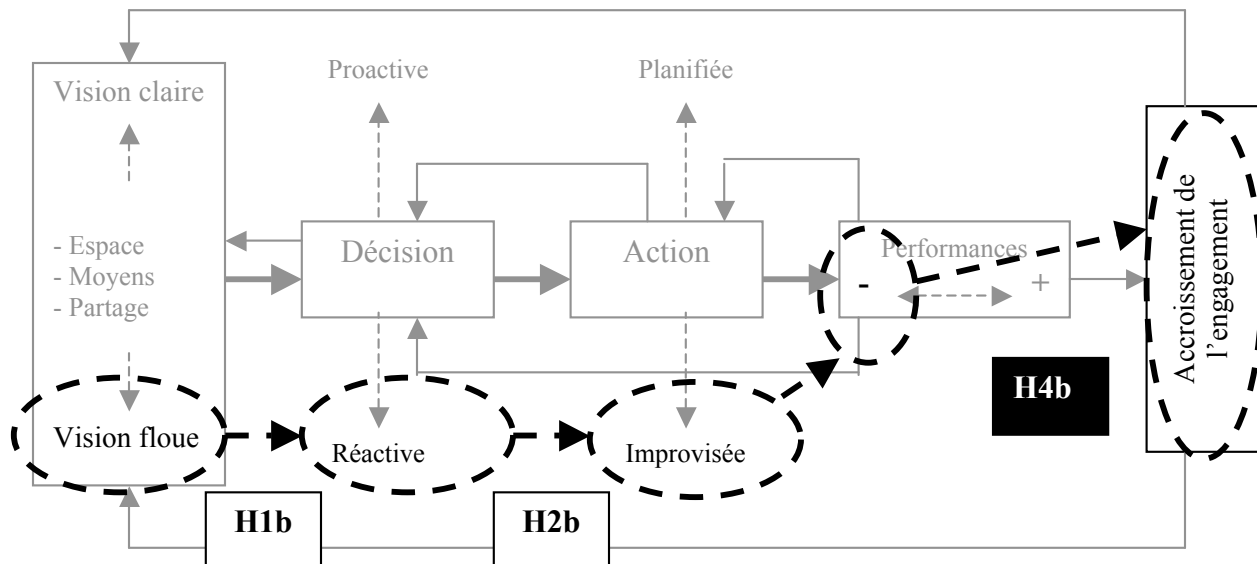 Proactive
Planifiée
Vision claire
- Espace
- Moyens
- Partage
Décision
Action
Performances
-
+
Accroissement de
l’engagement
Vision floue
Réactive
Improvisée
H1b
H2b
H4b